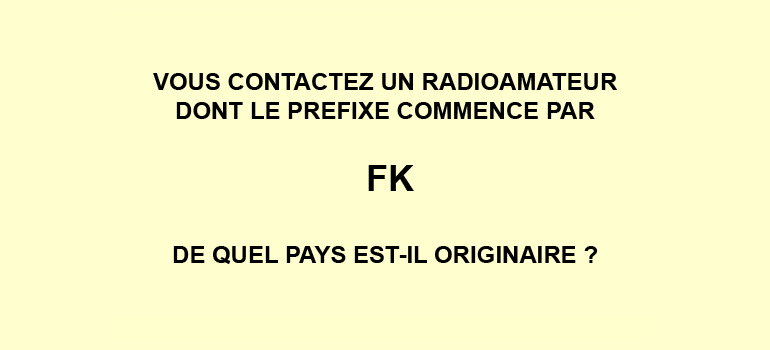 VOUS CONTACTEZ UN RADIOAMATEUR
DONT LE PREFIXE COMMENCE PAR
FK
DE QUEL PAYS EST-IL ORIGINAIRE ?